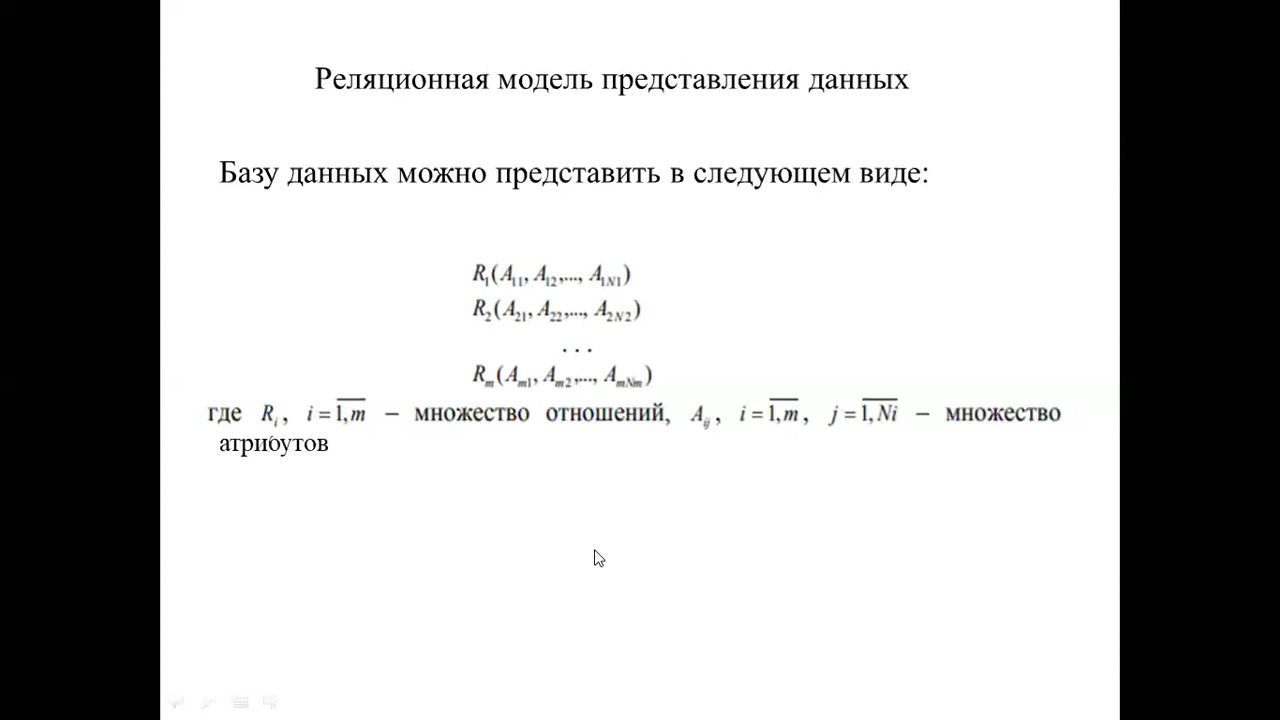 Реляционная модель представления данных
Базу данных можно представить в следующем виде:
R₁(A₁₁, A₁₂,..., A₁N₁)
R₂(A₂₁, A₂₂,..., A₂N₂)
. . .
Rₘ(Aₘ₁, Aₘ₂,..., AₘNₘ)
где Rᵢ, i = 1,m – множество отношений, Aᵢⱼ, i = 1,m, j = 1,Ni – множество
атрибутов